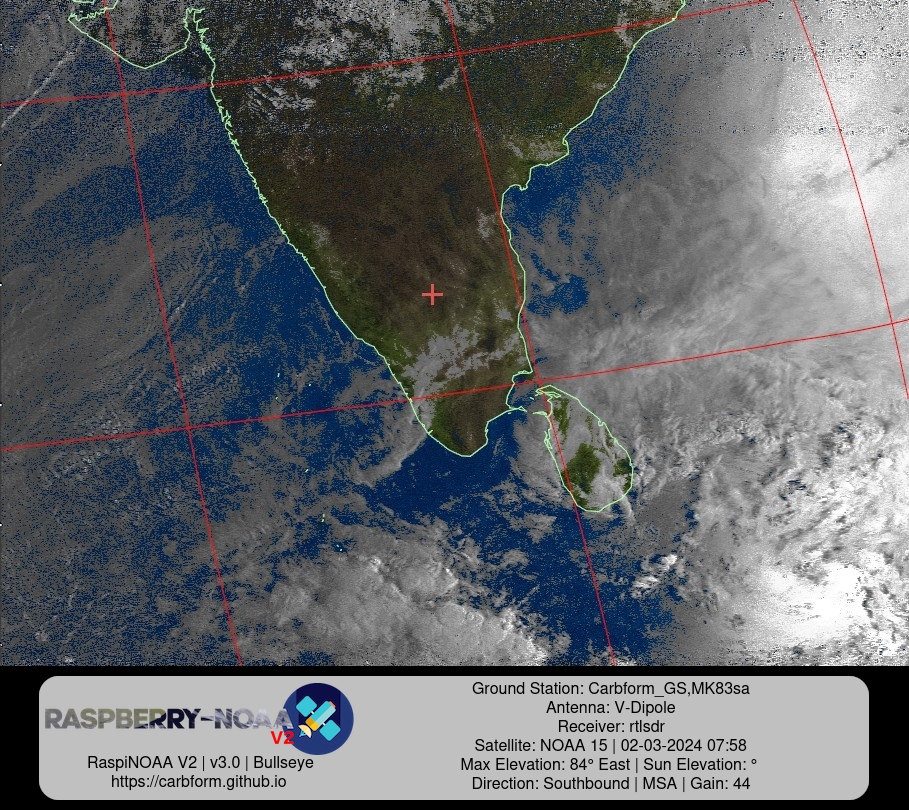 RASPBERRY-NOAA
V2
RaspiNOAA V2 | v3.0 | Bullseye
https://carbform.github.io
Ground Station: Carbform_GS,MK83sa
Antenna: V-Dipole
Receiver: rtlsdr
Satellite: NOAA 15 | 02-03-2024 07:58
Max Elevation: 84° East | Sun Elevation: °
Direction: Southbound | MSA | Gain: 44